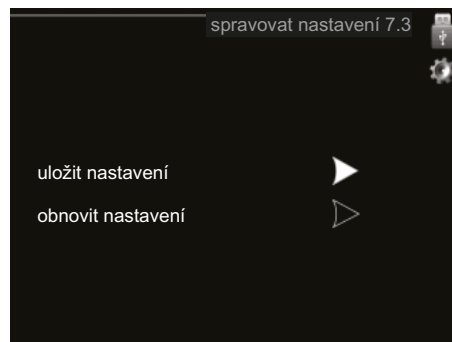 spravovat nastavení 7.3
uložit nastavení
obnovit nastavení